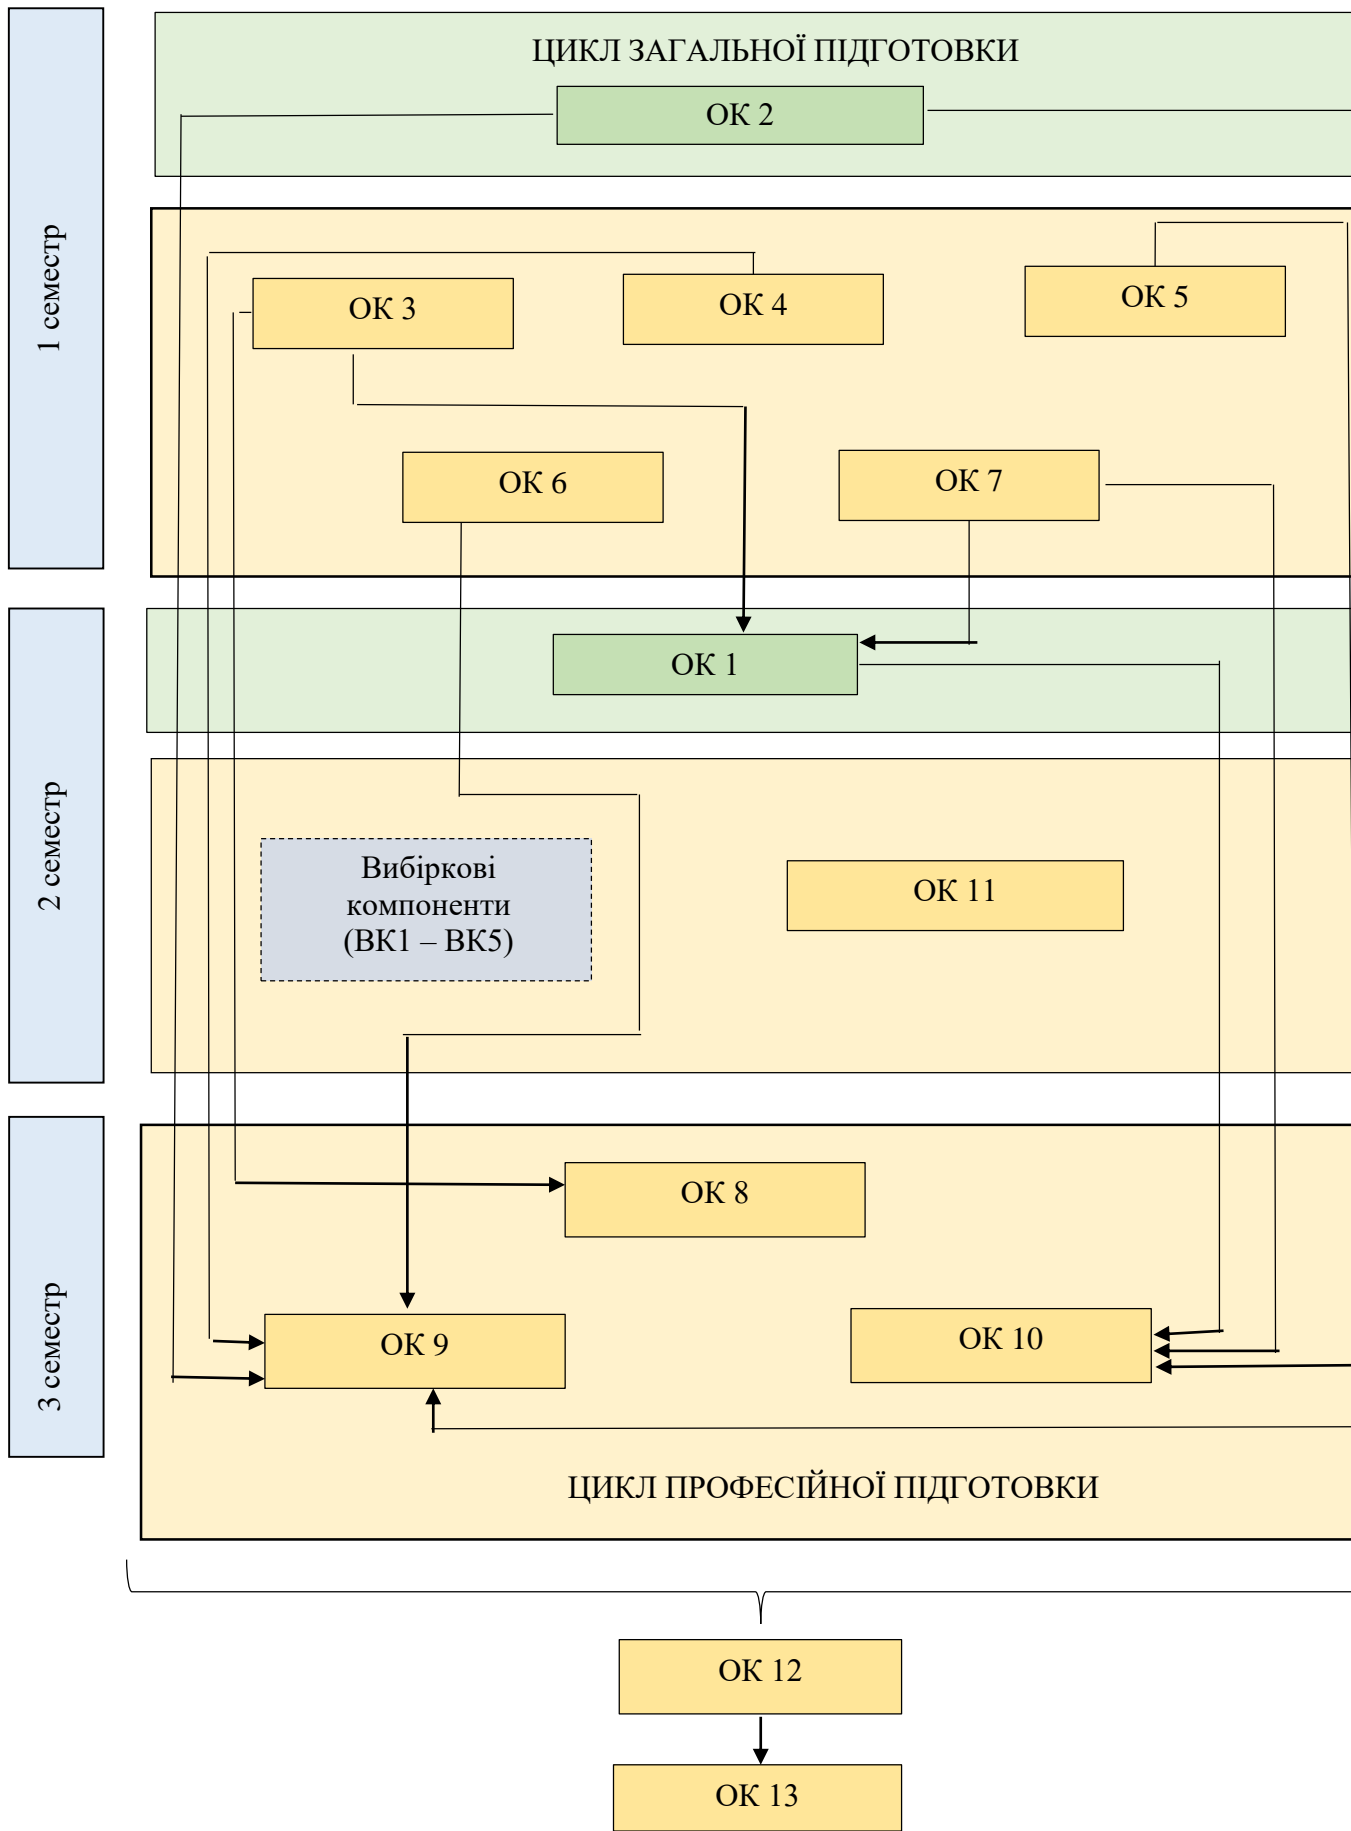 ЦИКЛ ЗАГАЛЬНОЇ ПІДГОТОВКИ
ОК 2
1 семестр
ОК 3
ОК 4
ОК 5
ОК 6
ОК 7
2 семестр
ОК 1
Вибіркові
компоненти
(ВК1 – ВК5)
ОК 11
3 семестр
ОК 8
ОК 9
ОК 10
ЦИКЛ ПРОФЕСІЙНОЇ ПІДГОТОВКИ
ОК 12
ОК 13